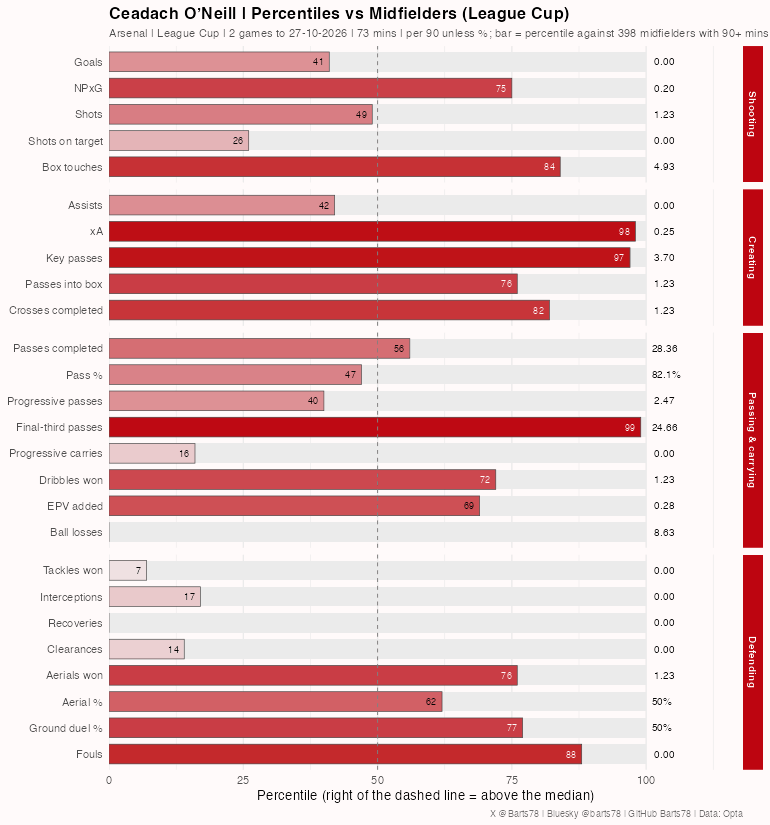 Ceadach O’Neill | Percentiles vs Midfielders (League Cup)
Arsenal | League Cup | 2 games to 27-10-2026 | 73 mins | per 90 unless %; bar = percentile against 398 midfielders with 90+ mins
Goals 41 0.00
NPxG 75 0.20
Shots 49 1.23
Shots on target 26 0.00
Box touches 84 4.93
Shooting
Assists 42 0.00
xA 98 0.25
Key passes 97 3.70
Passes into box 76 1.23
Crosses completed 82 1.23
Creating
Passes completed 56 28.36
Pass % 47 82.1%
Progressive passes 40 2.47
Final-third passes 99 24.66
Progressive carries 16 0.00
Dribbles won 72 1.23
EPV added 69 0.28
Ball losses 8.63
Passing & carrying
Tackles won 7 0.00
Interceptions 17 0.00
Recoveries 0.00
Clearances 14 0.00
Aerials won 76 1.23
Aerial % 62 50%
Ground duel % 77 50%
Fouls 88 0.00
Defending
0 25 50 75 100
Percentile (right of the dashed line = above the median)
X @Barts78 | Bluesky @barts78 | GitHub Barts78 | Data: Opta